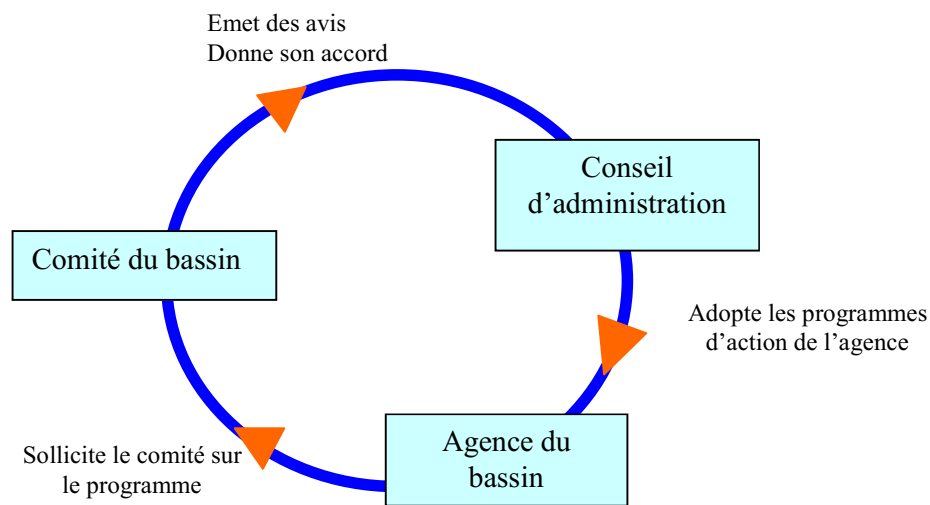 Emet des avis
Donne son accord
Conseil
d’administration
Comité du bassin
Adopte les programmes
d’action de l’agence
Agence du
bassin
Sollicite le comité sur
le programme